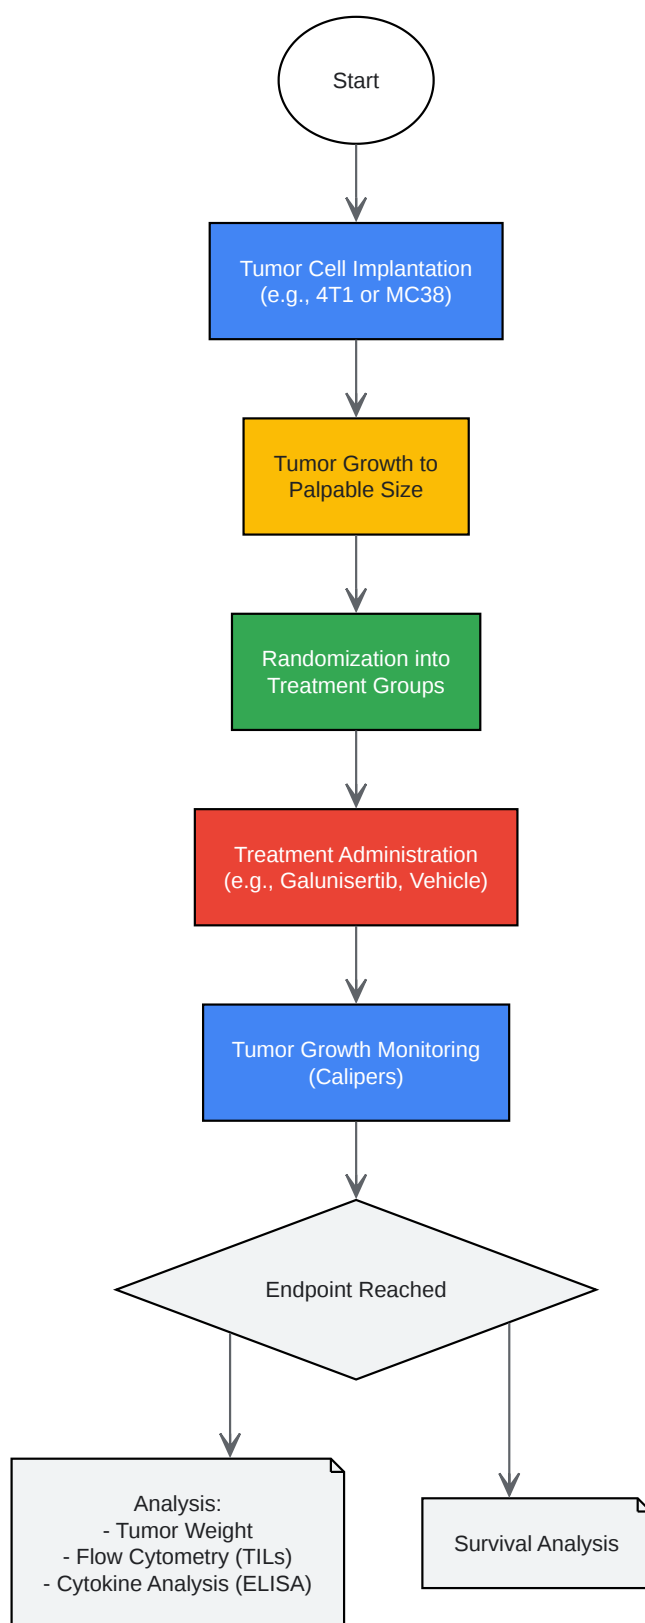 Start
Tumor Cell Implantation
(e.g., 4T1 or MC38)
Tumor Growth to
Palpable Size
Randomization into
Treatment Groups
Treatment Administration
(e.g., Galunisertib, Vehicle)
Tumor Growth Monitoring
(Calipers)
Endpoint Reached
Analysis:
- Tumor Weight
- Flow Cytometry (TILs)
- Cytokine Analysis (ELISA)
Survival Analysis